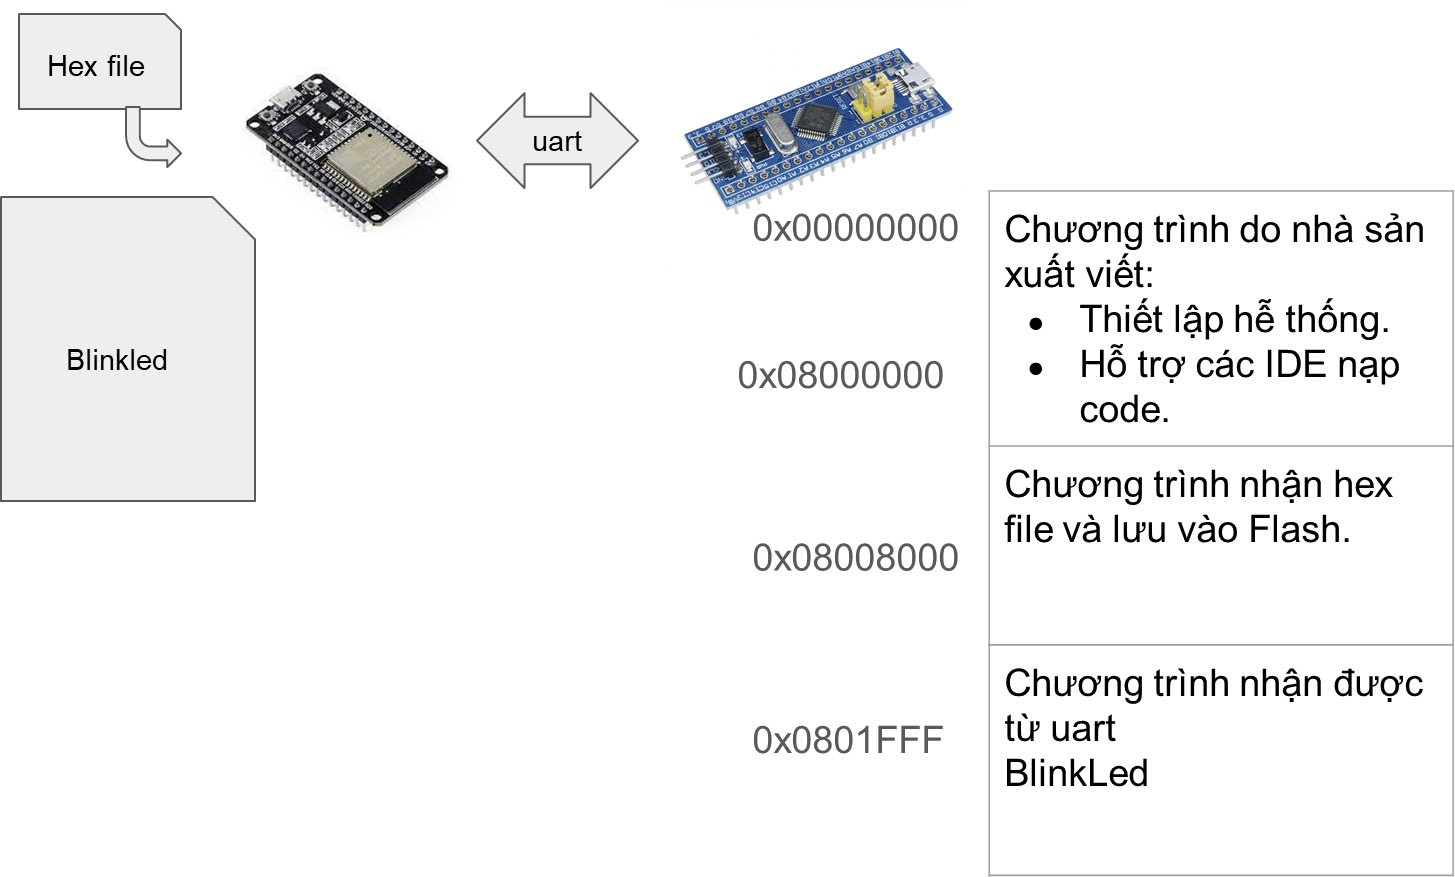 Hex file
uart
Blinkled
0x00000000
0x08000000
0x08008000
0x0801FFF
Chương trình do nhà sản
xuất viết:
● Thiết lập hễ thống.
● Hỗ trợ các IDE nạp
code.
Chương trình nhận hex
file và lưu vào Flash.
Chương trình nhận được
từ uart
BlinkLed